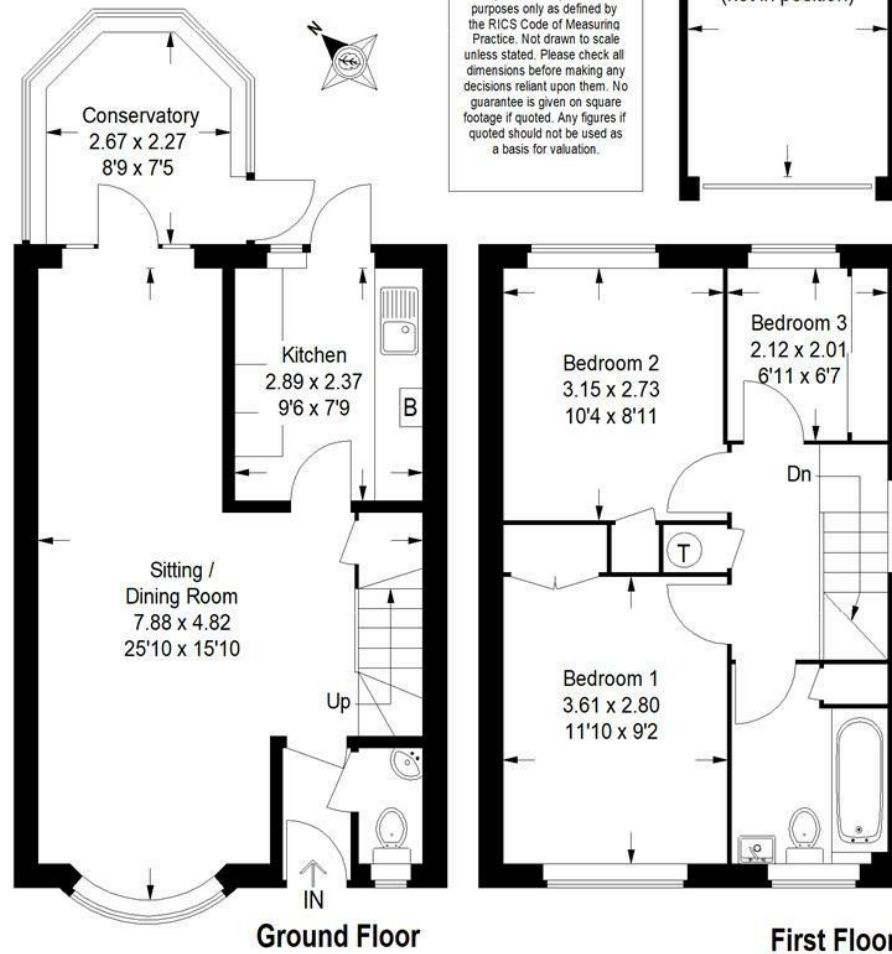 N
purposes only as defined by
the RICS Code of Measuring
Practice. Not drawn to scale
unless stated. Please check all
dimensions before making any
decisions reliant upon them. No
guarantee is given on square
footage if quoted. Any figures if
quoted should not be used as
a basis for valuation.
(not in position)
Conservatory
2.67 x 2.27
8'9 x 7'5
Kitchen
2.89 x 2.37
9'6 x 7'9
B
Sitting /
Dining Room
7.88 x 4.82
25'10 x 15'10
Up
IN
Ground Floor
Bedroom 2
3.15 x 2.73
10'4 x 8'11
Bedroom 3
2.12 x 2.01
6'11 x 6'7
Dn
T
Bedroom 1
3.61 x 2.80
11'10 x 9'2
First Floor